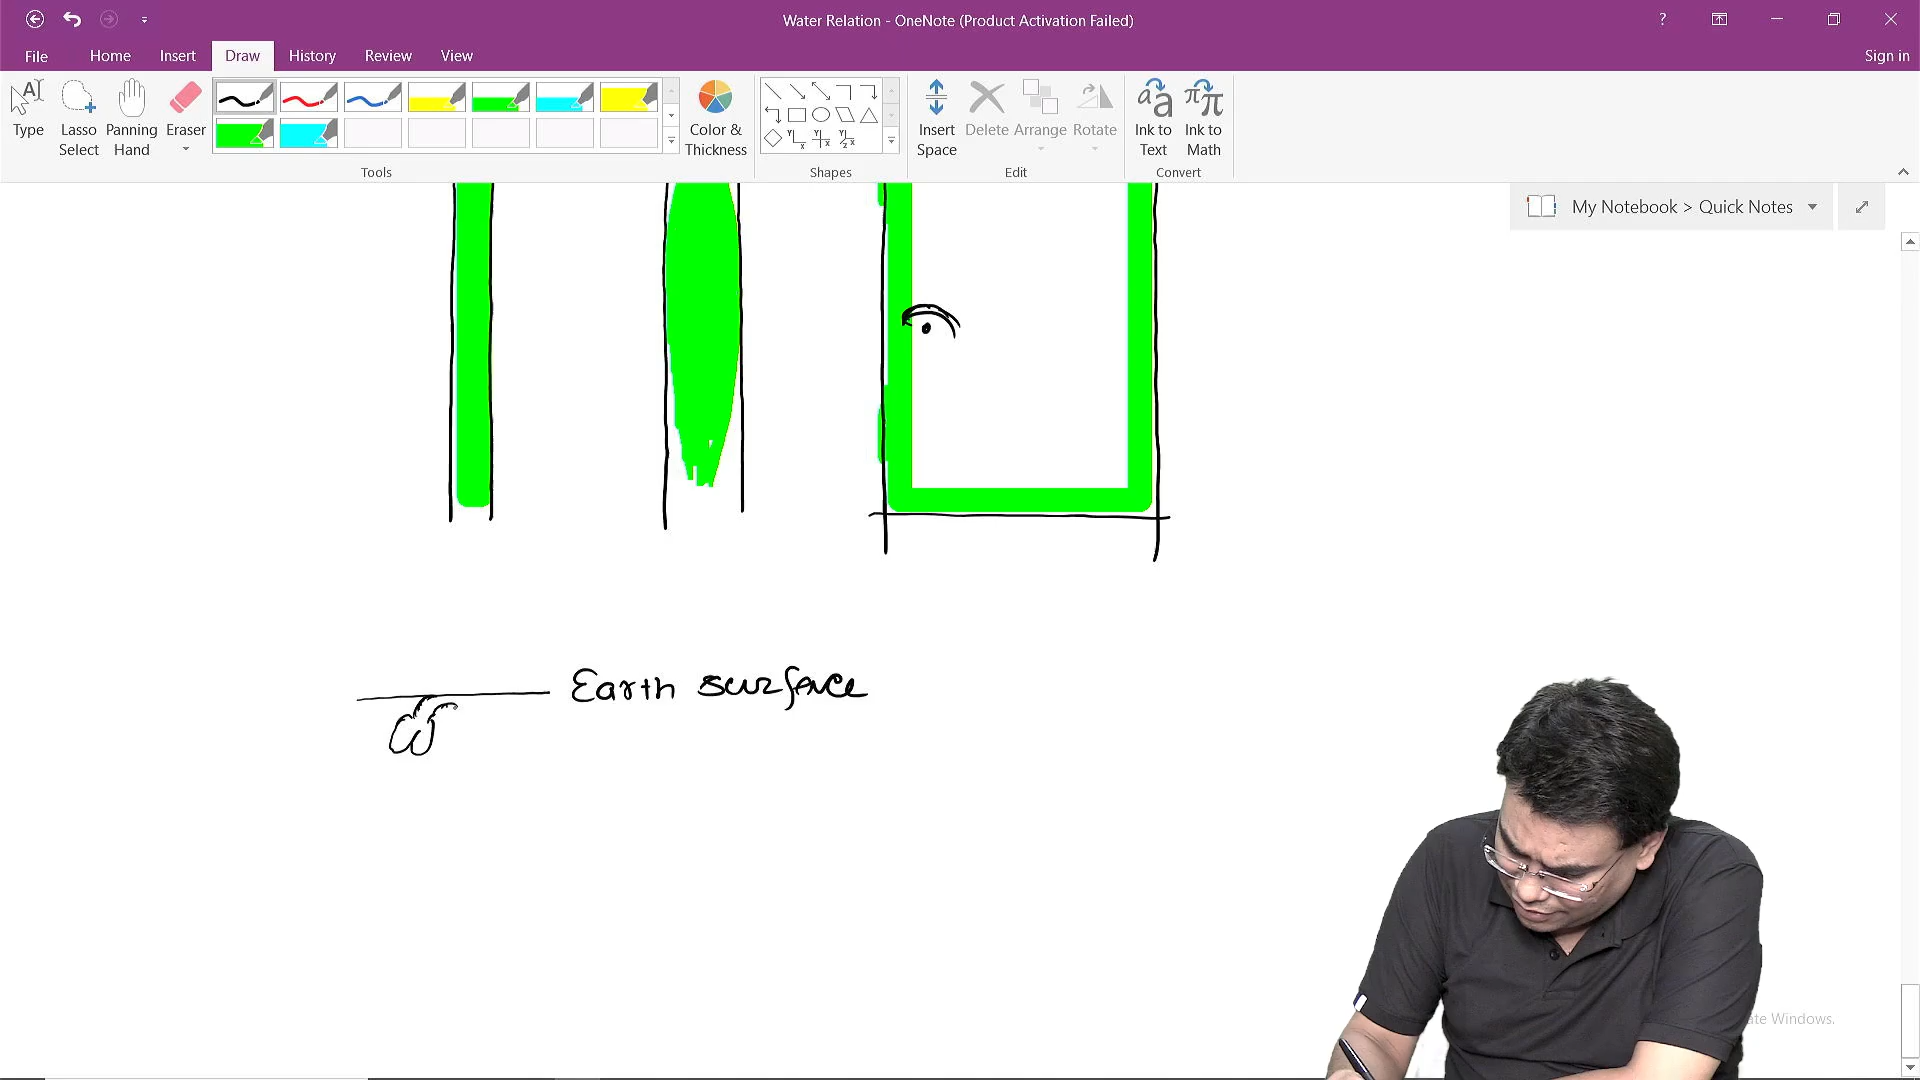 Water Relation - OneNote (Product Activation Failed)
?
File Home Insert Draw History Review View
Sign in
Type
Lasso Select
Panning Hand
Eraser
Color & Thickness
Insert Space
Delete
Arrange
Rotate
Ink to Text
Ink to Math
Tools
Shapes
Edit
Convert
My Notebook > Quick Notes
Earth surface
ate Windows.